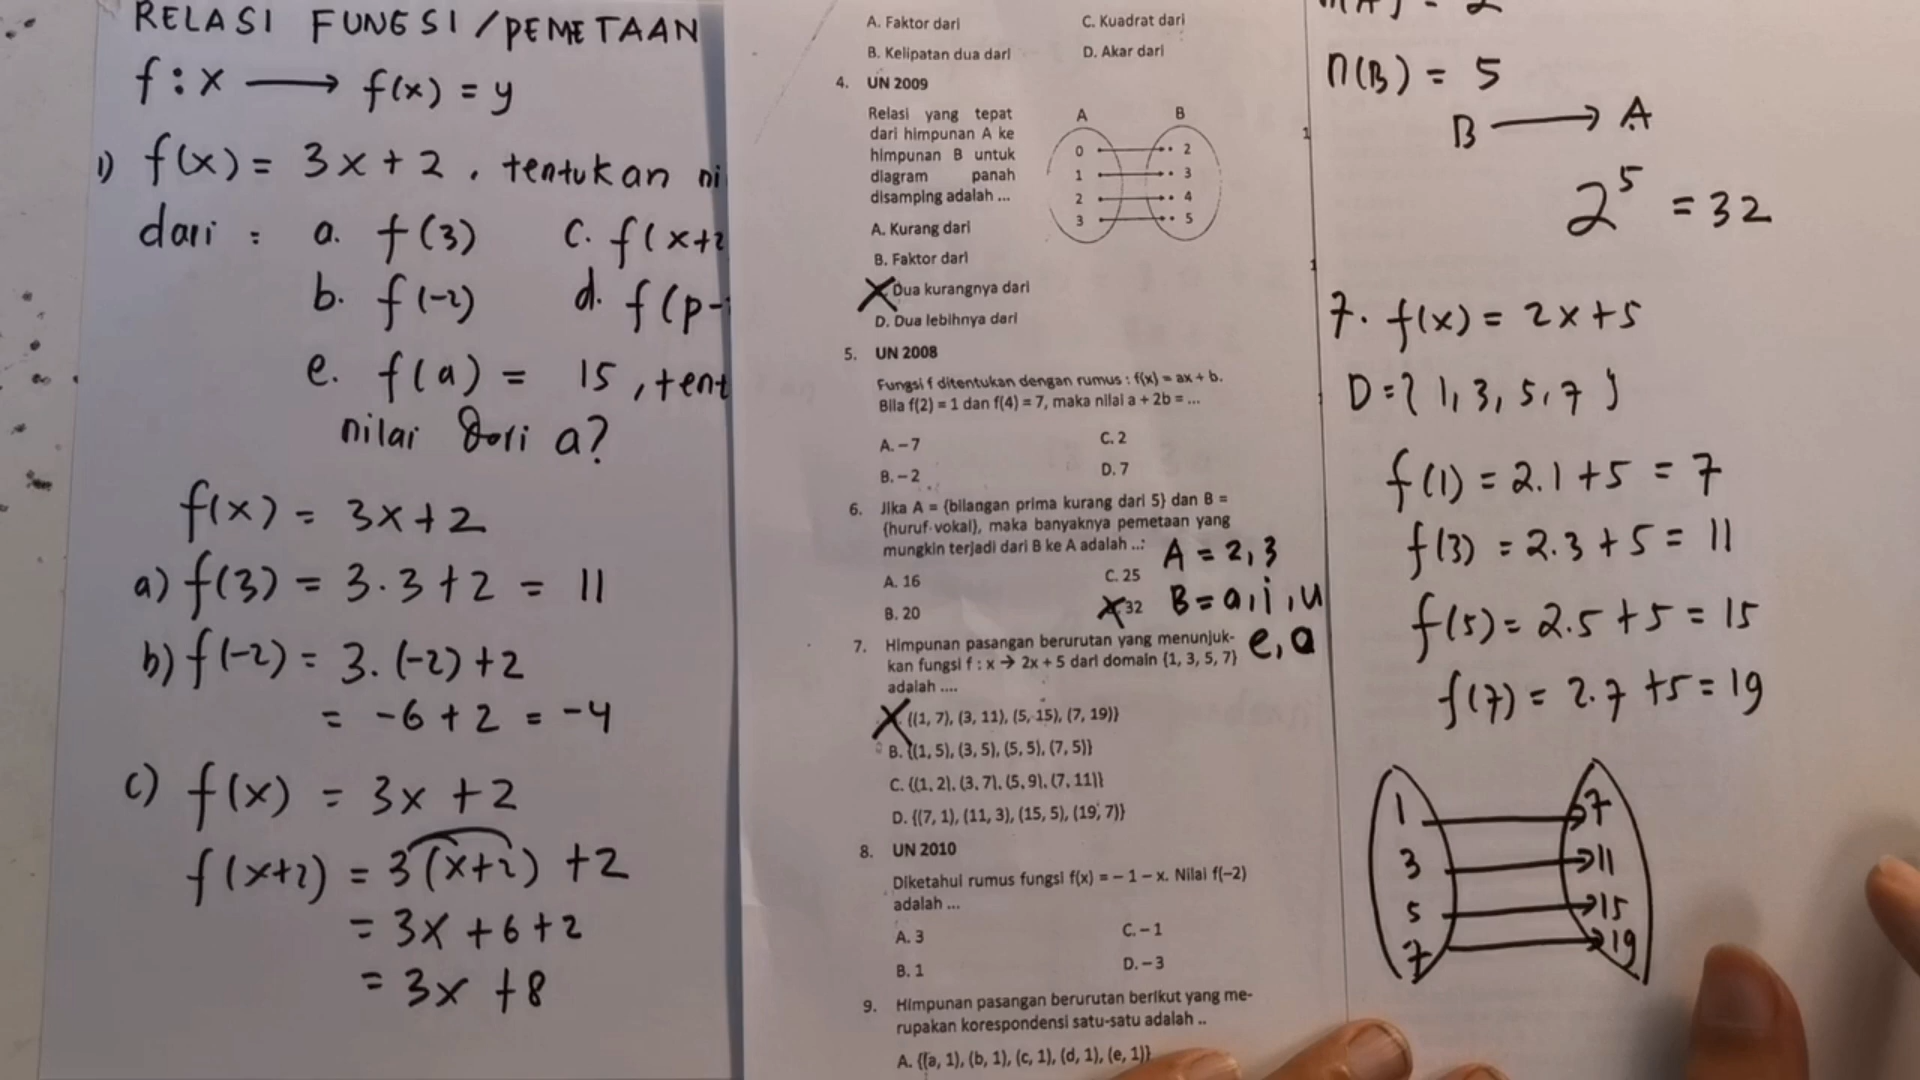 RELASI FUNGSI / PEMETAAN
f : x ⟶ f(x) = y
1) f(x) = 3x + 2 , tentukan
dari : a. f(3) c. f(x+2
b. f(-2) d. f(p-
e. f(a) = 15 , tent
nilai dari a?
f(x) = 3x + 2
a) f(3) = 3.3 + 2 = 11
b) f(-2) = 3.(-2) + 2
= -6 + 2 = -4
c) f(x) = 3x + 2
f(x+2) = 3(x+2) + 2
= 3x + 6 + 2
= 3x + 8
A. Faktor dari C. Kuadrat dari
B. Kelipatan dua dari D. Akar dari
4. UN 2009
Relasi yang tepat
dari himpunan A ke
himpunan B untuk
diagram panah
disamping adalah ...
A B
0 2
1 3
2 4
3 5
A. Kurang dari
B. Faktor dari
Dua kurangnya dari
D. Dua lebihnya dari
5. UN 2008
Fungsi f ditentukan dengan rumus : f(x) = ax + b.
Bila f(2) = 1 dan f(4) = 7, maka nilai a + 2b = ...
A. – 7 C. 2
B. – 2 D. 7
6. Jika A = {bilangan prima kurang dari 5} dan B =
{huruf vokal}, maka banyaknya pemetaan yang
mungkin terjadi dari B ke A adalah ...
A = 2, 3
A. 16 C. 25
B. 20 32
B = a, i, u
e, o
7. Himpunan pasangan berurutan yang menunjuk-
kan fungsi f : x → 2x + 5 dari domain {1, 3, 5, 7}
adalah ....
{(1, 7), (3, 11), (5, 15), (7, 19)}
B. {(1, 5), (3, 5), (5, 5), (7, 5)}
C. {(1, 2), (3, 7), (5, 9), (7, 11)}
D. {(7, 1), (11, 3), (15, 5), (19, 7)}
8. UN 2010
Diketahui rumus fungsi f(x) = – 1 – x. Nilai f(–2)
adalah ...
A. 3 C. – 1
B. 1 D. – 3
9. Himpunan pasangan berurutan berikut yang me-
rupakan korespondensi satu-satu adalah ..
A. {(a, 1), (b, 1), (c, 1), (d, 1), (e, 1)}
n(A) = 2
n(B) = 5
B ⟶ A
2⁵ = 32
7. f(x) = 2x + 5
D = { 1, 3, 5, 7 }
f(1) = 2.1 + 5 = 7
f(3) = 2.3 + 5 = 11
f(5) = 2.5 + 5 = 15
f(7) = 2.7 + 5 = 19
1 7
3 11
5 15
7 19